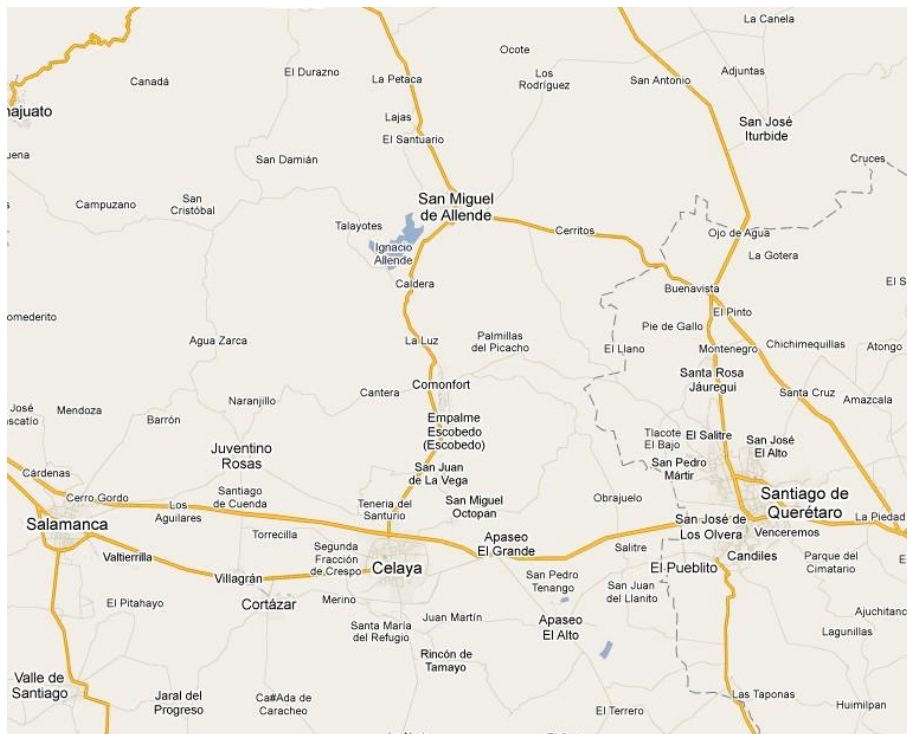 La Canela
Ocote
El Durazno
Los
Rodríguez
Adjuntas
La Petaca
San Antonio
Canadá
najuato
Lajas
San José
Iturbide
El Santuario
uena
San Damián
Cruces
San
Cristóbal
Campuzano
San Miguel
de Allende
Talayotes
Cerritos
Ojo de Agua
Ignacio
Allende
La Gotera
Caldera
Buenavista
El S
El Pinto
omederito
Pie de Gallo
Agua Zarca
La Luz
Palmillas
del Picacho
El Llano
Montenegro
Chichimequillas
Atongo
Santa Rosa
Jáuregui
Comonfort
Cantera
Santa Cruz
Amazcala
Naranjillo
José
ascatío
Mendoza
Barrón
Empalme
Escobedo
(Escobedo)
Tlacote
El Bajo
El Salitre
San José
El Alto
Juventino
Rosas
San Juan
de La Vega
San Pedro
Mártir
Cárdenas
Cerro Gordo
Santiago
de Cuenda
Los
Aguilares
Teneria del
Santurio
San Miguel
Octopan
Obrajuelo
Santiago de
Querétaro
Salamanca
San José de
Los Olvera
La Piedad
Venceremos
Torrecilla
Apaseo
El Grande
Salitre
Valtierrilla
Segunda
Fracción
de Crespo
Celaya
Candiles
Parque del
Cimatario
El Pueblito
Villagrán
San Pedro
Tenango
San Juan
del Llanito
El Pitahayo
Cortázar
Merino
Ajuchitanc
Juan Martín
Apaseo
El Alto
Santa María
del Refugio
Lagunillas
Rincón de
Tamayo
Valle de
Santiago
Jaral del
Progreso
Ca#Ada de
Caracheo
Las Taponas
Huimilpan
El Terrero